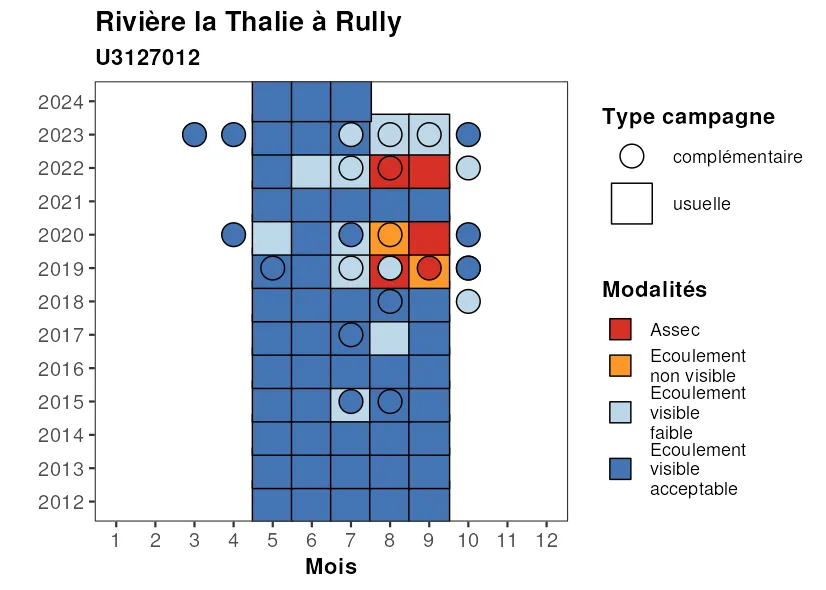 Rivière la Thalie à Rully
U3127012
2024
2023
2022
2021
2020
2019
2018
2017
2016
2015
2014
2013
2012
1 2 3 4 5 6 7 8 9 10 11 12
Mois
Type campagne
complémentaire
usuelle
Modalités
Assec
Ecoulement
non visible
Ecoulement
visible
faible
Ecoulement
visible
acceptable